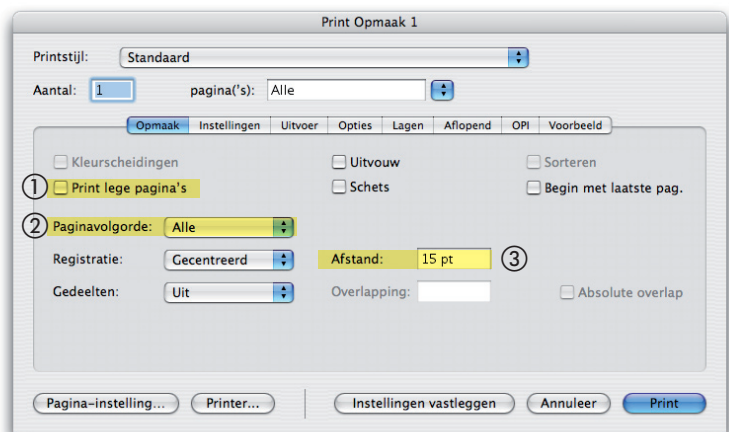 Print Opmaak 1
Printstijl: Standaard
Aantal: 1 pagina('s): Alle
Opmaak Instellingen Uitvoer Opties Lagen Aflopend OPI Voorbeeld
Kleurscheidingen Uitvouw Sorteren
① Print lege pagina's Schets Begin met laatste pag.
② Paginavolgorde: Alle
Registratie: Gecentreerd Afstand: 15 pt ③
Gedeelten: Uit Overlapping: Absolute overlap
Pagina-instelling... Printer... Instellingen vastleggen Annuleer Print